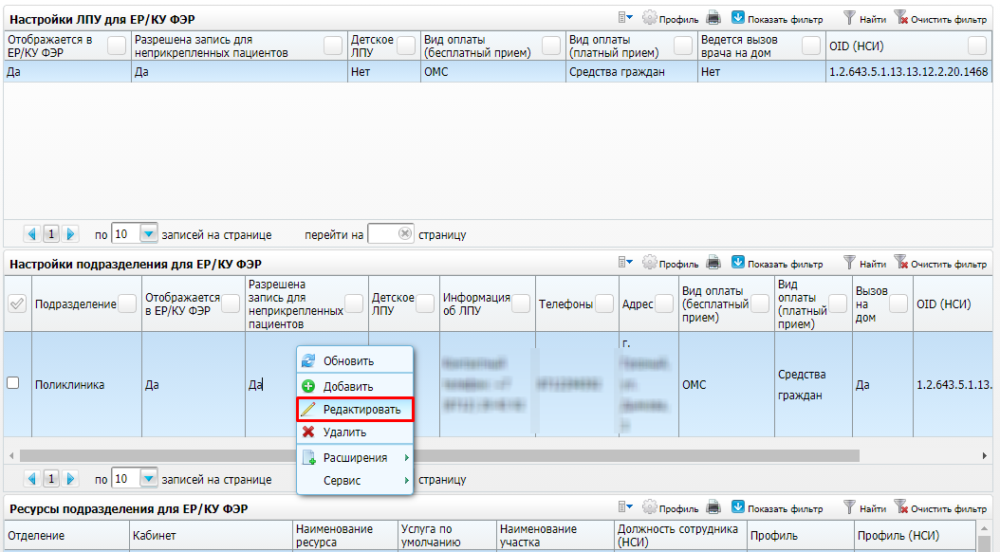 Настройки ЛПУ для ЕР/КУ ФЭР
Профиль Показать фильтр Найти Очистить фильтр
Отображается в ЕР/КУ ФЭР
Разрешена запись для неприкрепленных пациентов
Детское ЛПУ
Вид оплаты (бесплатный прием)
Вид оплаты (платный прием)
Ведется вызов врача на дом
OID (НСИ)
Да Да Нет ОМС Средства граждан Нет 1.2.643.5.1.13.13.12.2.20.1468
1 по 10 записей на странице перейти на страницу
Настройки подразделения для ЕР/КУ ФЭР
Профиль Показать фильтр Найти Очистить фильтр
Подразделение
Отображается в ЕР/КУ ФЭР
Разрешена запись для неприкрепленных пациентов
Детское ЛПУ
Информация об ЛПУ
Телефоны
Адрес
Вид оплаты (бесплатный прием)
Вид оплаты (платный прием)
Вызов на дом
OID (НСИ)
Поликлиника Да Да г. ОМС Средства граждан Да 1.2.643.5.1.13.
Обновить
Добавить
Редактировать
Удалить
Расширения
Сервис
1 по 10 записей на странице страницу
Ресурсы подразделения для ЕР/КУ ФЭР
Профиль Показать фильтр Найти Очистить фильтр
Отделение
Кабинет
Наименование ресурса
Услуга по умолчанию
Наименование участка
Должность сотрудника (НСИ)
Профиль
Профиль (НСИ)